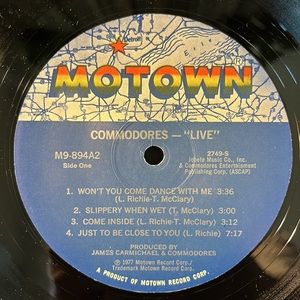 Detroit
MOTOWN
COMMODORES — "LIVE"
M9-894A2
Side One
2749-S
Jobete Music Co., Inc.
& Commodores Entertainment
Publishing Corp. (ASCAP)
1. WON'T YOU COME DANCE WITH ME 3:36
(L. Richie-T. McClary)
2. SLIPPERY WHEN WET (T. McClary) 3:00
3. COME INSIDE (L. Richie-T. McClary) 3:12
4. JUST TO BE CLOSE TO YOU (L. Richie) 7:17
PRODUCED BY
JAMES CARMICHAEL & COMMODORES
℗ 1977 Motown Record Corp.
Trademark Motown Record Corp.
A PRODUCT OF MOTOWN RECORD CORP.